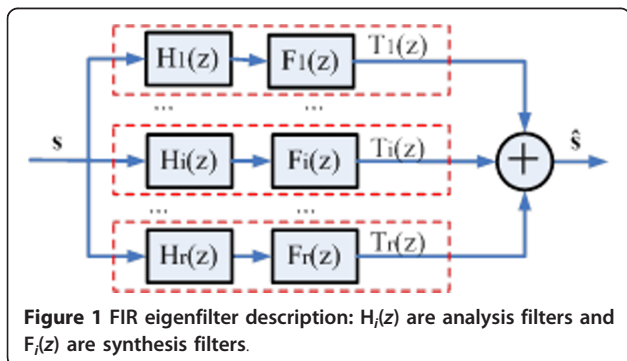 H1(z) F1(z) T1(z)
... ...
s Hi(z) Fi(z) Ti(z) + ŝ
... ...
Hr(z) Fr(z) Tr(z)
Figure 1 FIR eigenfilter description: Hᵢ(z) are analysis filters and
Fᵢ(z) are synthesis filters.